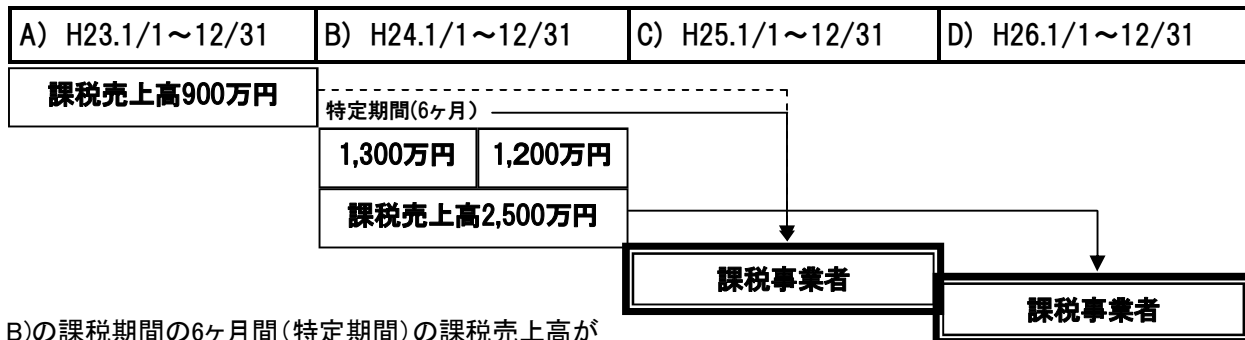 A) H23.1/1～12/31 B) H24.1/1～12/31 C) H25.1/1～12/31 D) H26.1/1～12/31
課税売上高900万円
特定期間(6ヶ月)
1,300万円 1,200万円
課税売上高2,500万円
課税事業者
課税事業者
B)の課税期間の6ヶ月間(特定期間)の課税売上高が